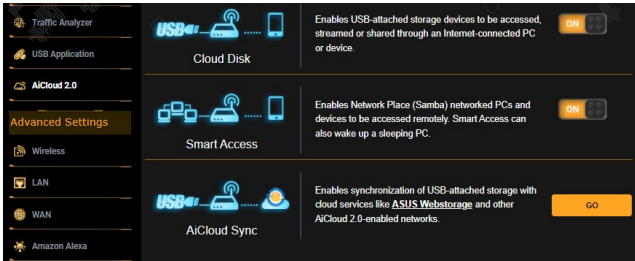 Traffic Analyzer
USB Application
AiCloud 2.0
Advanced Settings
Wireless
LAN
WAN
Amazon Alexa
USB
Cloud Disk
Enables USB-attached storage devices to be accessed,
streamed or shared through an Internet-connected PC
or device.
ON
Smart Access
Enables Network Place (Samba) networked PCs and
devices to be accessed remotely. Smart Access can
also wake up a sleeping PC.
ON
USB
AiCloud Sync
Enables synchronization of USB-attached storage with
cloud services like ASUS Webstorage and other
AiCloud 2.0-enabled networks.
GO